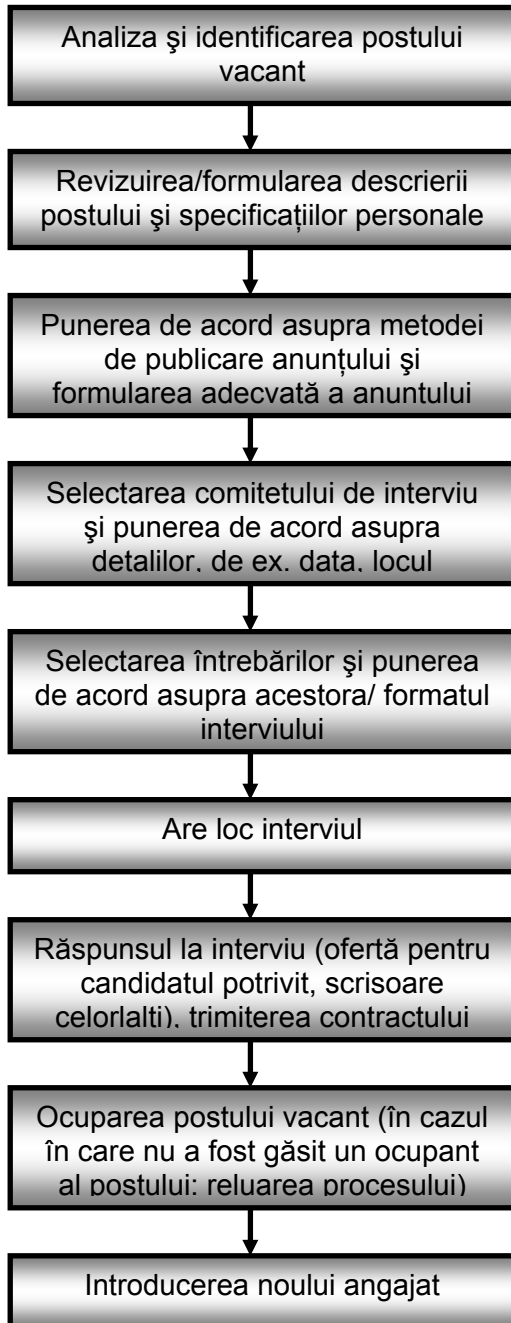 Analiza şi identificarea postului
vacant
Revizuirea/formularea descrierii
postului şi specificațiilor personale
Punerea de acord asupra metodei
de publicare anunțului şi
formularea adecvată a anuntului
Selectarea comitetului de interviu
şi punerea de acord asupra
detalilor, de ex. data, locul
Selectarea întrebărilor şi punerea
de acord asupra acestora/ formatul
interviului
Are loc interviul
Răspunsul la interviu (ofertă pentru
candidatul potrivit, scrisoare
celorlalti), trimiterea contractului
Ocuparea postului vacant (în cazul
în care nu a fost găsit un ocupant
al postului: reluarea procesului)
Introducerea noului angajat